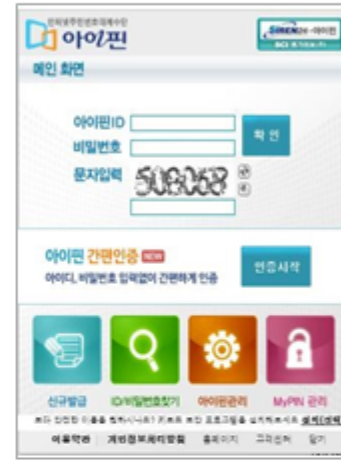 아이핀
메인 화면
아이핀ID
비밀번호
확인
문자입력
아이핀 간편인증 NEW
아이디, 비밀번호 입력없이 간편하게 인증
인증시작
신규발급 ID/비밀번호찾기 아이핀관리 MyPIN 관리
이용약관 개인정보처리방침 홈페이지 고객센터 닫기